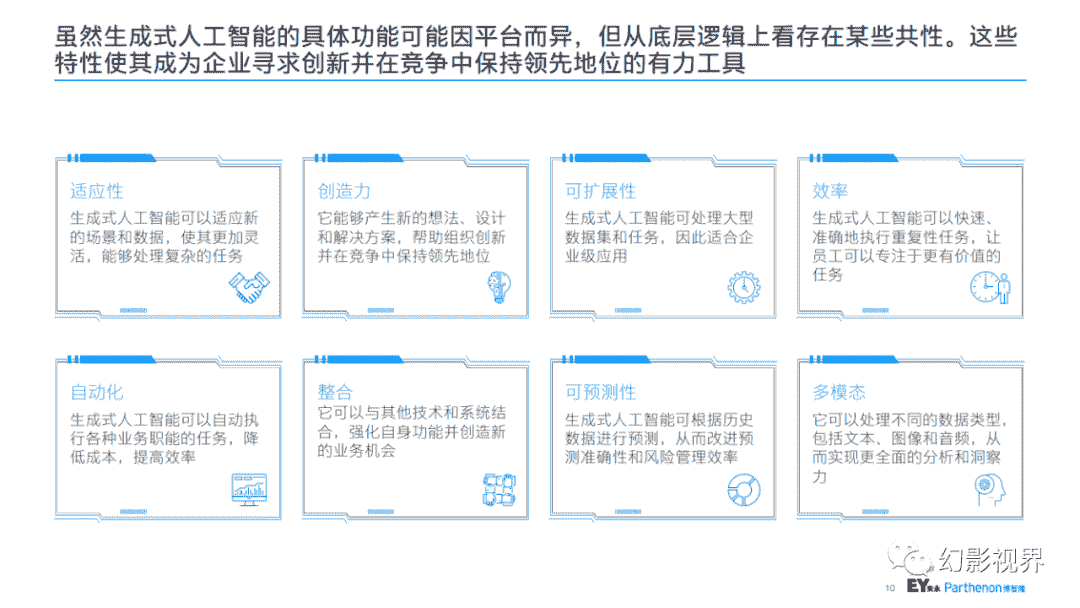 虽然生成式人工智能的具体功能可能因平台而异，但从底层逻辑上看存在某些共性。这些
特性使其成为企业寻求创新并在竞争中保持领先地位的有力工具
适应性
生成式人工智能可以适应新
的场景和数据，使其更加灵
活，能够处理复杂的任务
创造力
它能够产生新的想法、设计
和解决方案，帮助组织创新
并在竞争中保持领先地位
可扩展性
生成式人工智能可处理大型
数据集和任务，因此适合企
业级应用
效率
生成式人工智能可以快速、
准确地执行重复性任务，让
员工可以专注于更有价值的
任务
自动化
生成式人工智能可以自动执
行各种业务职能的任务，降
低成本，提高效率
整合
它可以与其他技术和系统结
合，强化自身功能并创造新
的业务机会
可预测性
生成式人工智能可根据历史
数据进行预测，从而改进预
测准确性和风险管理效率
多模态
它可以处理不同的数据类型，
包括文本、图像和音频，从
而实现更全面的分析和洞察
力
幻影视界
10 EY安永 Parthenon博智隆